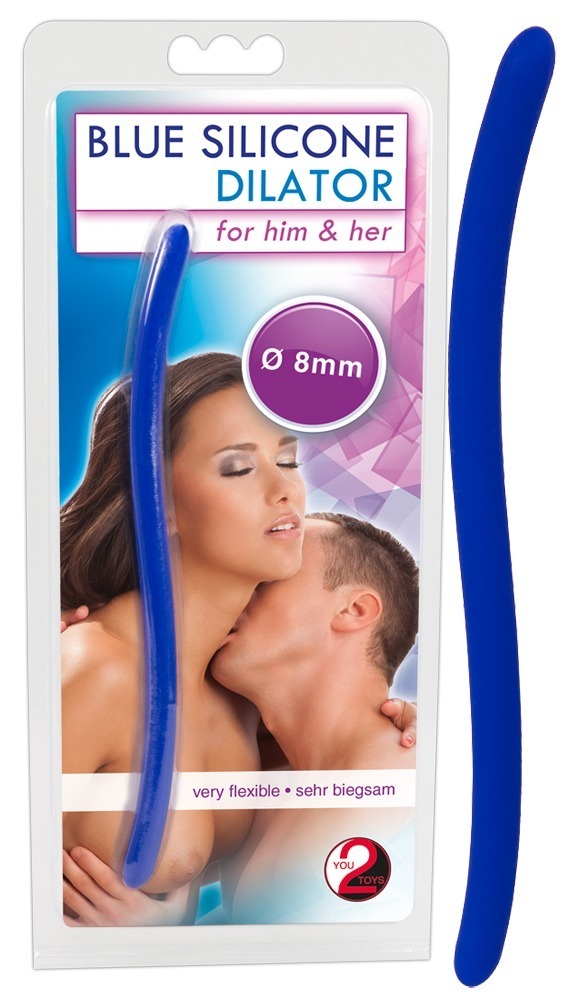 BLUE SILICONE
DILATOR
for him & her
Ø 8mm
very flexible • sehr biegsam
YOU
2
TOYS